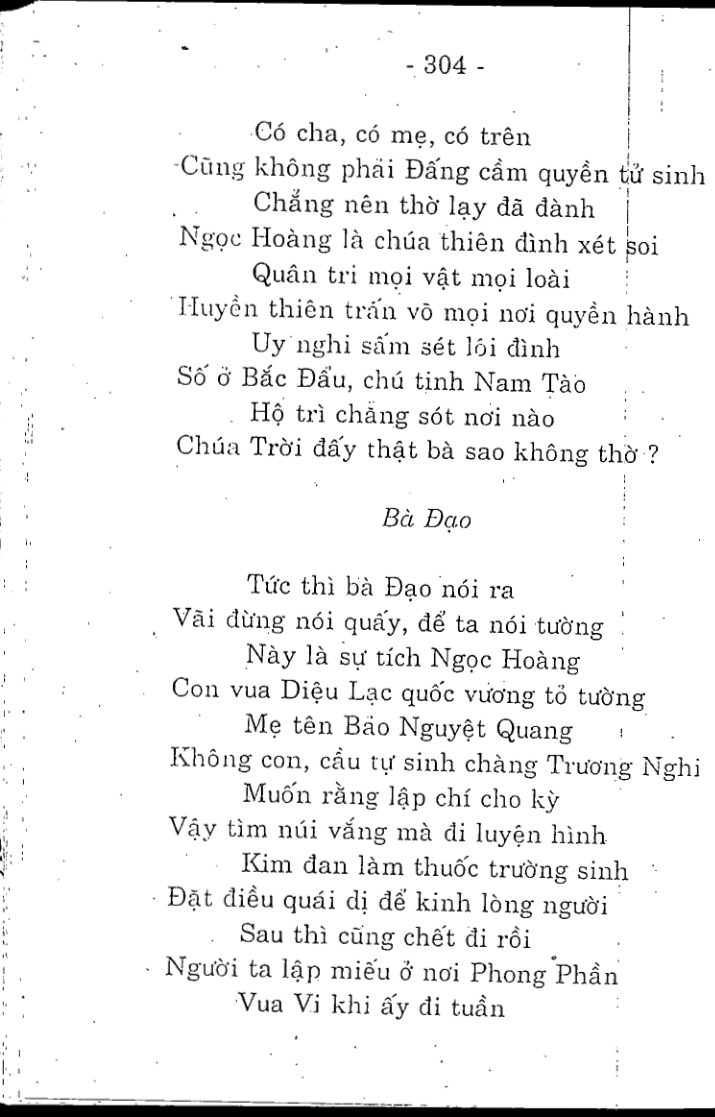 - 304 -
Có cha, có mẹ, có trên
Cũng không phải Đấng cầm quyền tử sinh
Chẳng nên thờ lạy đã đành
Ngọc Hoàng là chúa thiên đình xét soi
Quân tri mọi vật mọi loài
Huyền thiên trấn võ mọi nơi quyền hành
Uy nghi sấm sét lôi đình
Số ở Bắc Đẩu, chú tịnh Nam Tào
Hộ trì chăng sót nơi nào
Chúa Trời đấy thật bà sao không thờ ?
Bà Đạo
Tức thì bà Đạo nói ra
Vãi đừng nói quấy, để ta nói tường
Này là sự tích Ngọc Hoàng
Con vua Diệu Lạc quốc vương tỏ tường
Mẹ tên Bảo Nguyệt Quang
Không con, cầu tự sinh chàng Trương Nghi
Muốn rằng lập chí cho kỳ
Vậy tìm núi vắng mà đi luyện hình
Kim đan làm thuốc trường sinh
Đặt điều quái dị để kinh lòng người
Sau thì cũng chết đi rồi
Người ta lập miếu ở nơi Phong Phần
Vua Vi khi ấy đi tuần